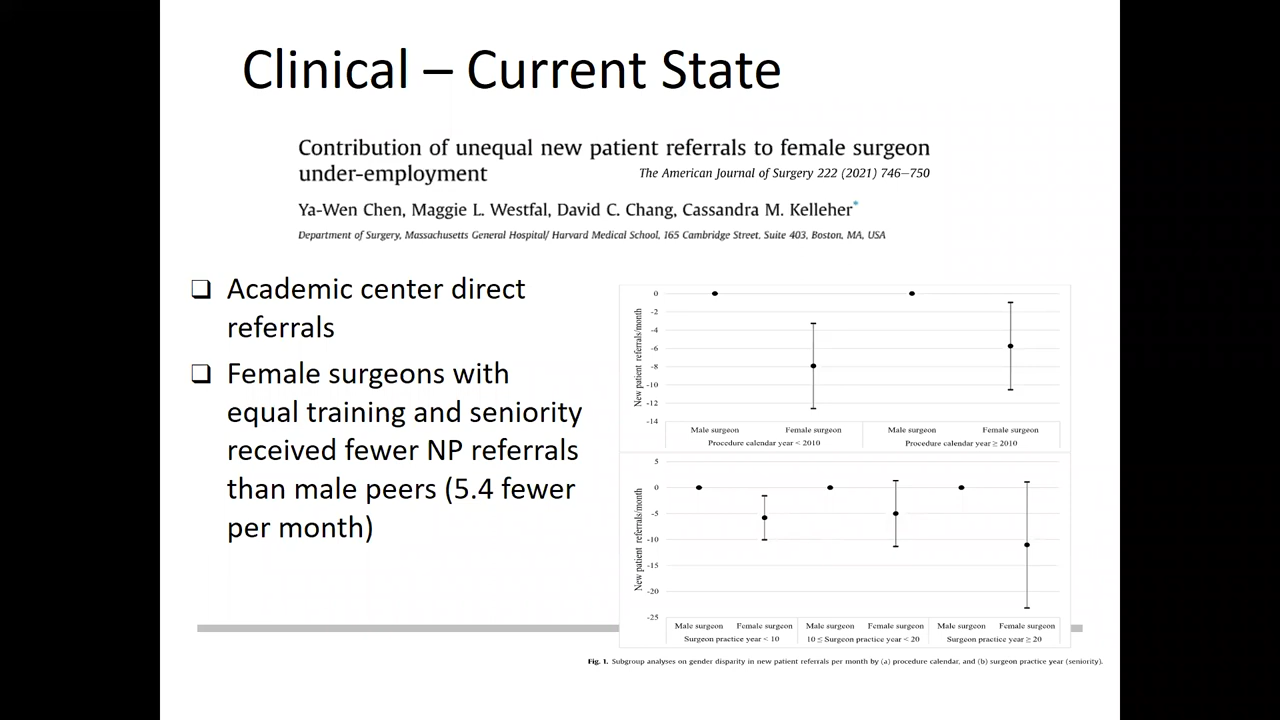 Clinical – Current State
Contribution of unequal new patient referrals to female surgeon
under-employment
The American Journal of Surgery 222 (2021) 746–750
Ya-Wen Chen, Maggie L. Westfal, David C. Chang, Cassandra M. Kelleher*
Department of Surgery, Massachusetts General Hospital/ Harvard Medical School, 165 Cambridge Street, Suite 403, Boston, MA, USA
❑ Academic center direct
referrals
❑ Female surgeons with
equal training and seniority
received fewer NP referrals
than male peers (5.4 fewer
per month)
New patient referrals/month
0
-2
-4
-6
-8
-10
-12
-14
Male surgeon Female surgeon Male surgeon Female surgeon
Procedure calendar year < 2010 Procedure calendar year ≥ 2010
New patient referrals/month
5
0
-5
-10
-15
-20
-25
Male surgeon Female surgeon Male surgeon Female surgeon Male surgeon Female surgeon
Surgeon practice year < 10 10 ≤ Surgeon practice year < 20 Surgeon practice year ≥ 20
Fig. 1. Subgroup analyses on gender disparity in new patient referrals per month by (a) procedure calendar, and (b) surgeon practice year (seniority).